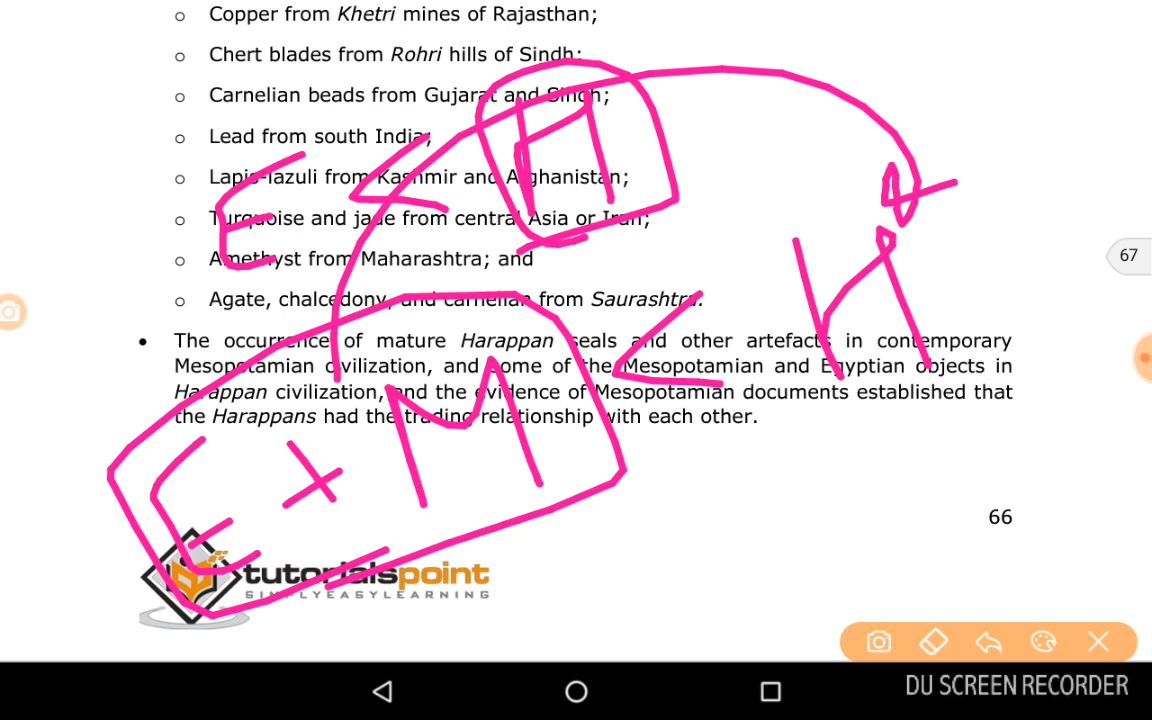 o Copper from Khetri mines of Rajasthan;
o Chert blades from Rohri hills of Sindh;
o Carnelian beads from Gujarat and Sindh;
o Lead from south India;
o Lapis-lazuli from Kashmir and Afghanistan;
o Turquoise and jade from central Asia or Iran;
o Amethyst from Maharashtra; and
o Agate, chalcedony, and carnelian from Saurashtra.
• The occurrence of mature Harappan seals and other artefacts in contemporary
Mesopotamian civilization, and some of the Mesopotamian and Egyptian objects in
Harappan civilization, and the evidence of Mesopotamian documents established that
the Harappans had the trading relationship with each other.
67
E
E + M
66
tutorialspoint
SIMPLYEASYLEARNING
DU SCREEN RECORDER